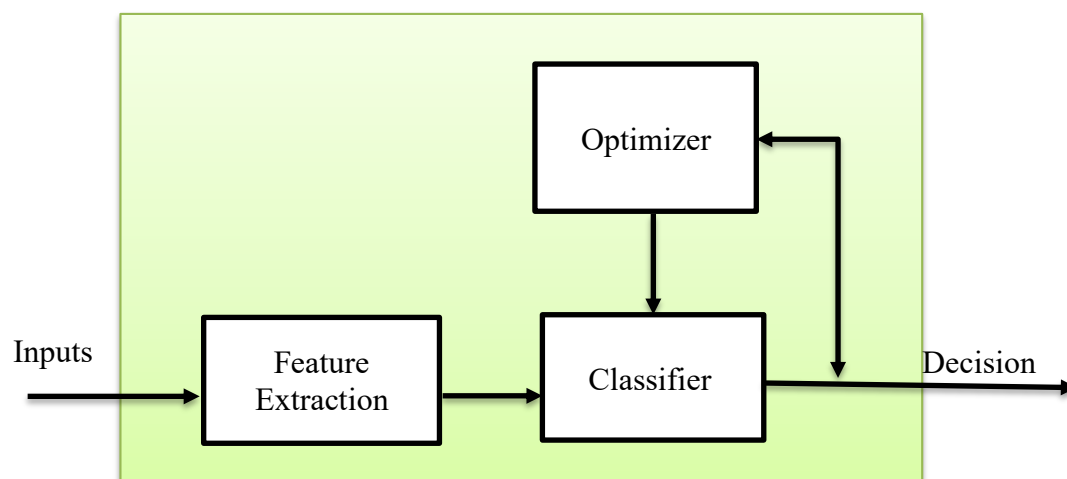 Optimizer
Inputs
Feature
Extraction
Classifier
Decision